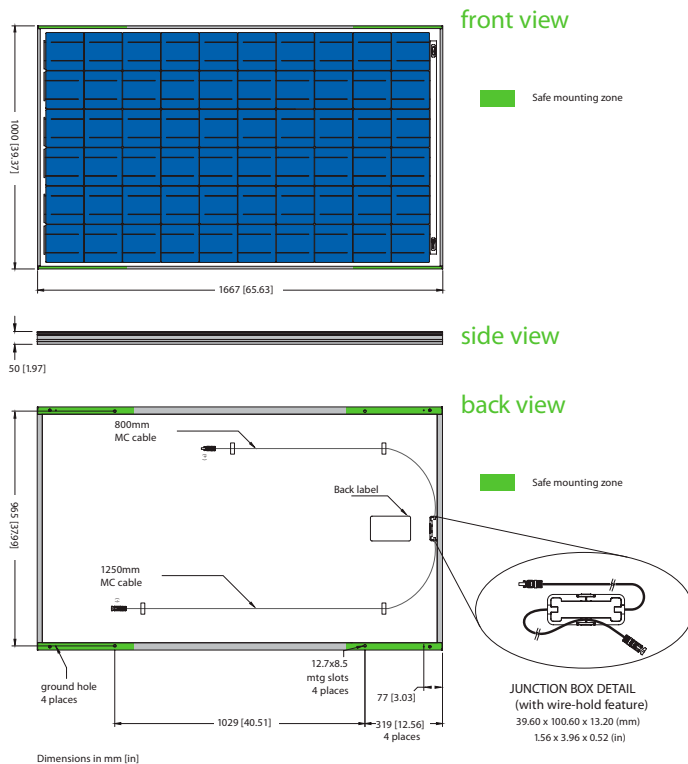 front view
Safe mounting zone
1000 [39.37]
1667 [65.63]
side view
50 [1.97]
back view
800mm
MC cable
Safe mounting zone
Back label
965 [37.99]
1250mm
MC cable
ground hole
4 places
12.7x8.5
mtg slots
4 places
77 [3.03]
1029 [40.51]
319 [12.56]
4 places
JUNCTION BOX DETAIL
(with wire-hold feature)
39.60 x 100.60 x 13.20 (mm)
1.56 x 3.96 x 0.52 (in)
Dimensions in mm [in]